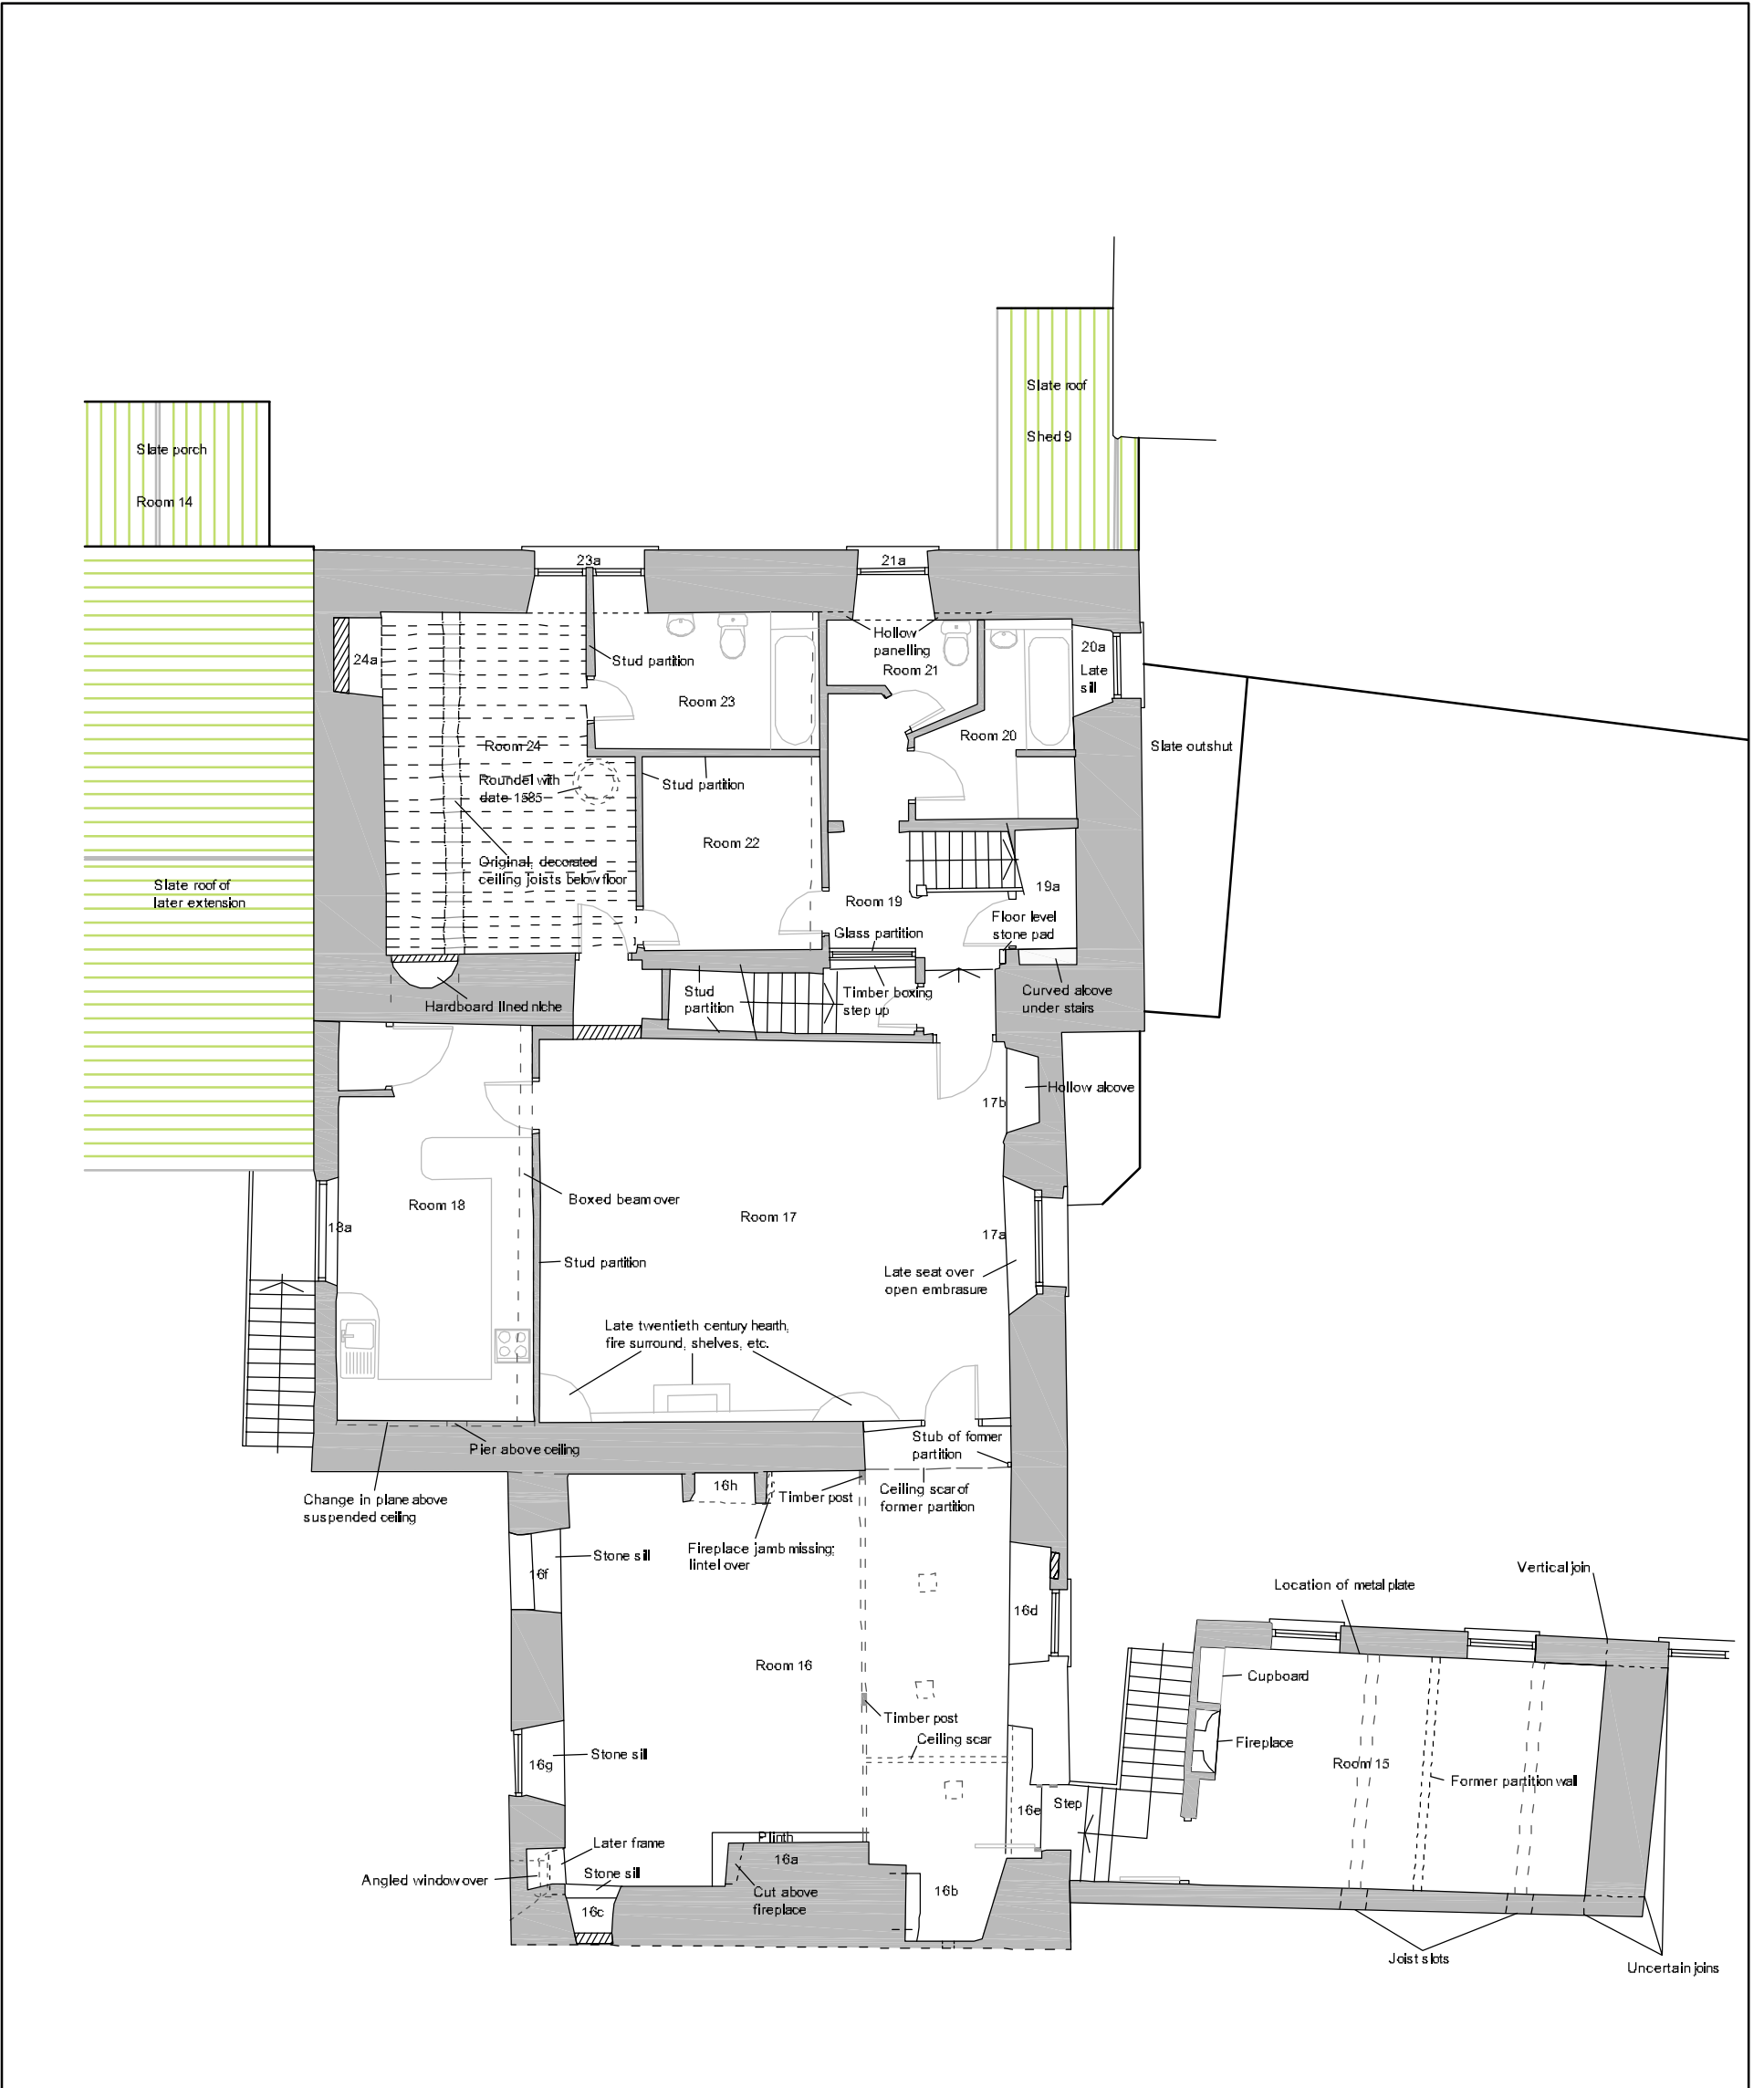 Slate roof
Shed 9
Slate porch
Room 14
23a
21a
Hollow
panelling
24a
Stud partition
Room 21
20a
Late
sill
Room 23
Room 20
Room 24
Slate outshut
Roundel with
date 1585
Stud partition
Room 22
Original, decorated
ceiling joists below floor
Slate roof of
later extension
19a
Room 19
Floor level
stone pad
Glass partition
Hardboard lined niche
Stud
partition
Timber boxing
step up
Curved alcove
under stairs
Hollow alcove
17b
Room 18
Boxed beam over
Room 17
18a
17a
Stud partition
Late seat over
open embrasure
Late twentieth century hearth,
fire surround, shelves, etc.
Pier above ceiling
Stub of former
partition
Change in plane above
suspended ceiling
16h
Timber post
Ceiling scar of
former partition
Fireplace jamb missing;
lintel over
Stone sill
16f
Vertical join
Location of metal plate
16d
Room 16
Cupboard
Timber post
Ceiling scar
Fireplace
Stone sill
16g
Room 15
Former partition wall
16e
Step
Plinth
Later frame
16a
Angled window over
Stone sill
Cut above
fireplace
16b
16c
Joist slots
Uncertain joins